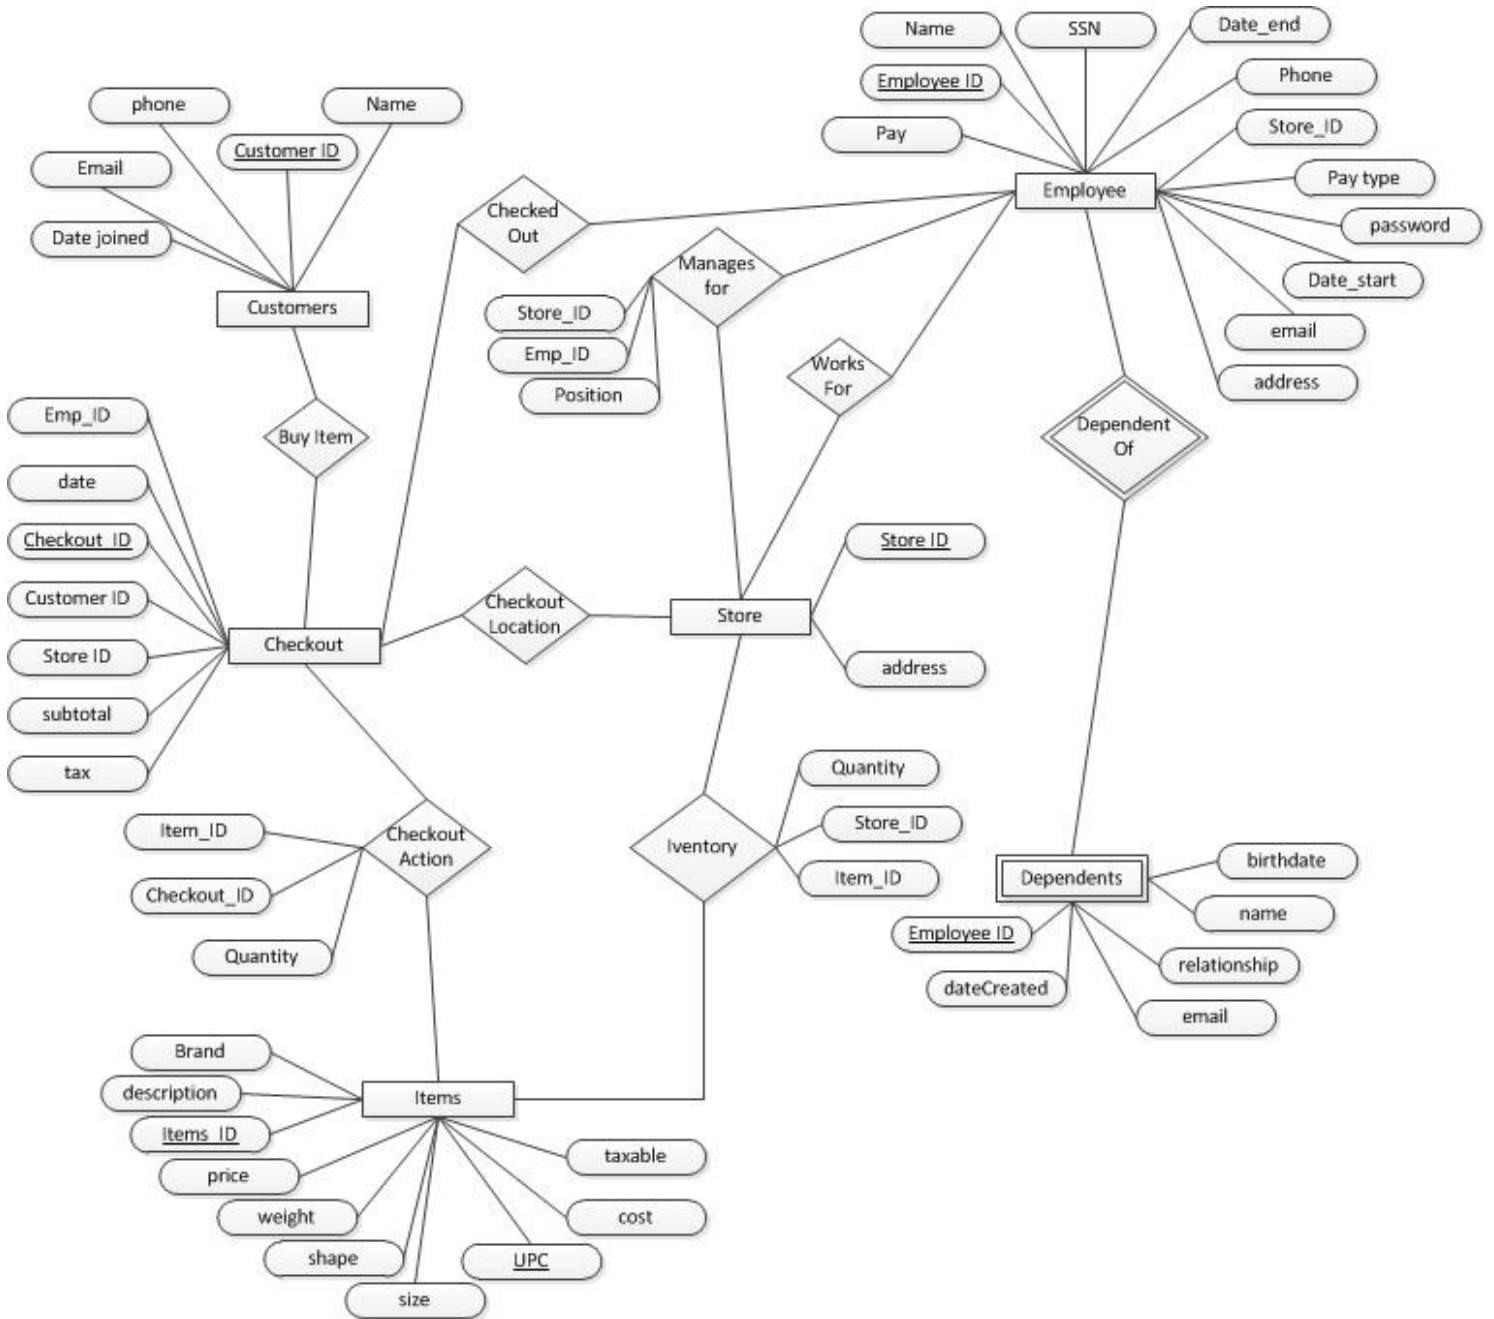 Name
SSN
Date_end
Employee ID
Phone
Pay
Store_ID
Pay type
password
Date_start
email
address
Employee
phone
Name
Customer ID
Email
Date joined
Customers
Checked
Out
Manages
for
Store_ID
Emp_ID
Position
Works
For
Dependent
Of
Buy Item
Emp_ID
date
Checkout_ID
Customer ID
Store ID
subtotal
tax
Checkout
Checkout
Location
Store
Store ID
address
Checkout
Action
Item_ID
Checkout_ID
Quantity
Iventory
Quantity
Store_ID
Item_ID
Dependents
birthdate
name
Employee ID
relationship
dateCreated
email
Brand
description
Items_ID
Items
price
weight
shape
size
UPC
cost
taxable